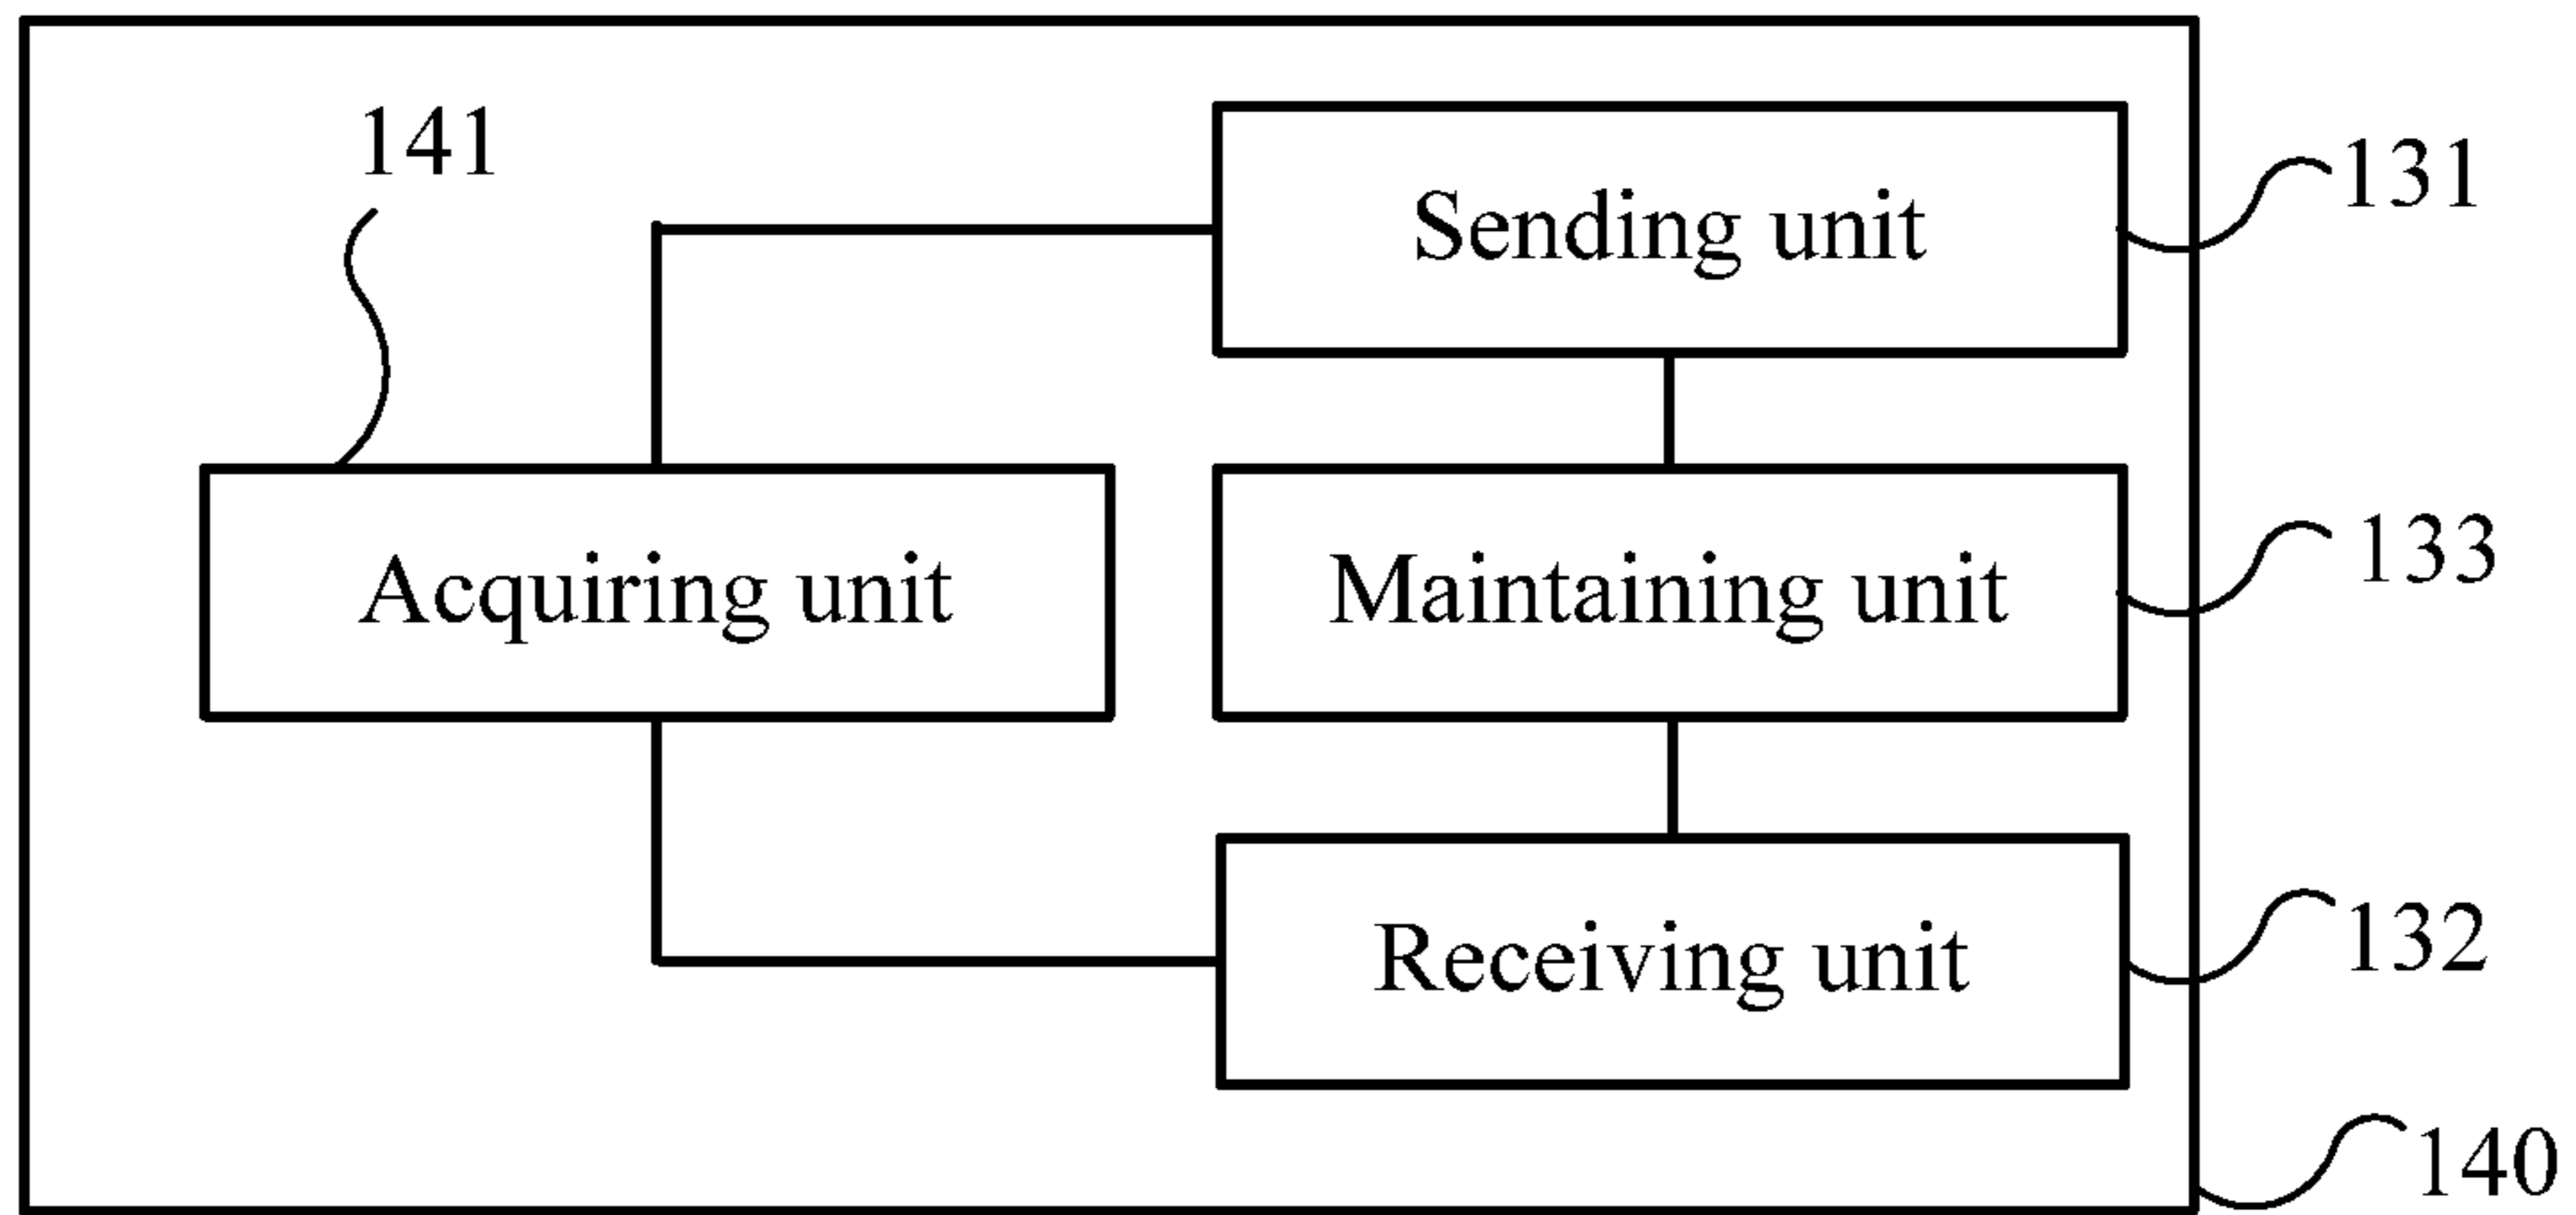 141
Sending unit
131
Acquiring unit
Maintaining unit
133
Receiving unit
132
140